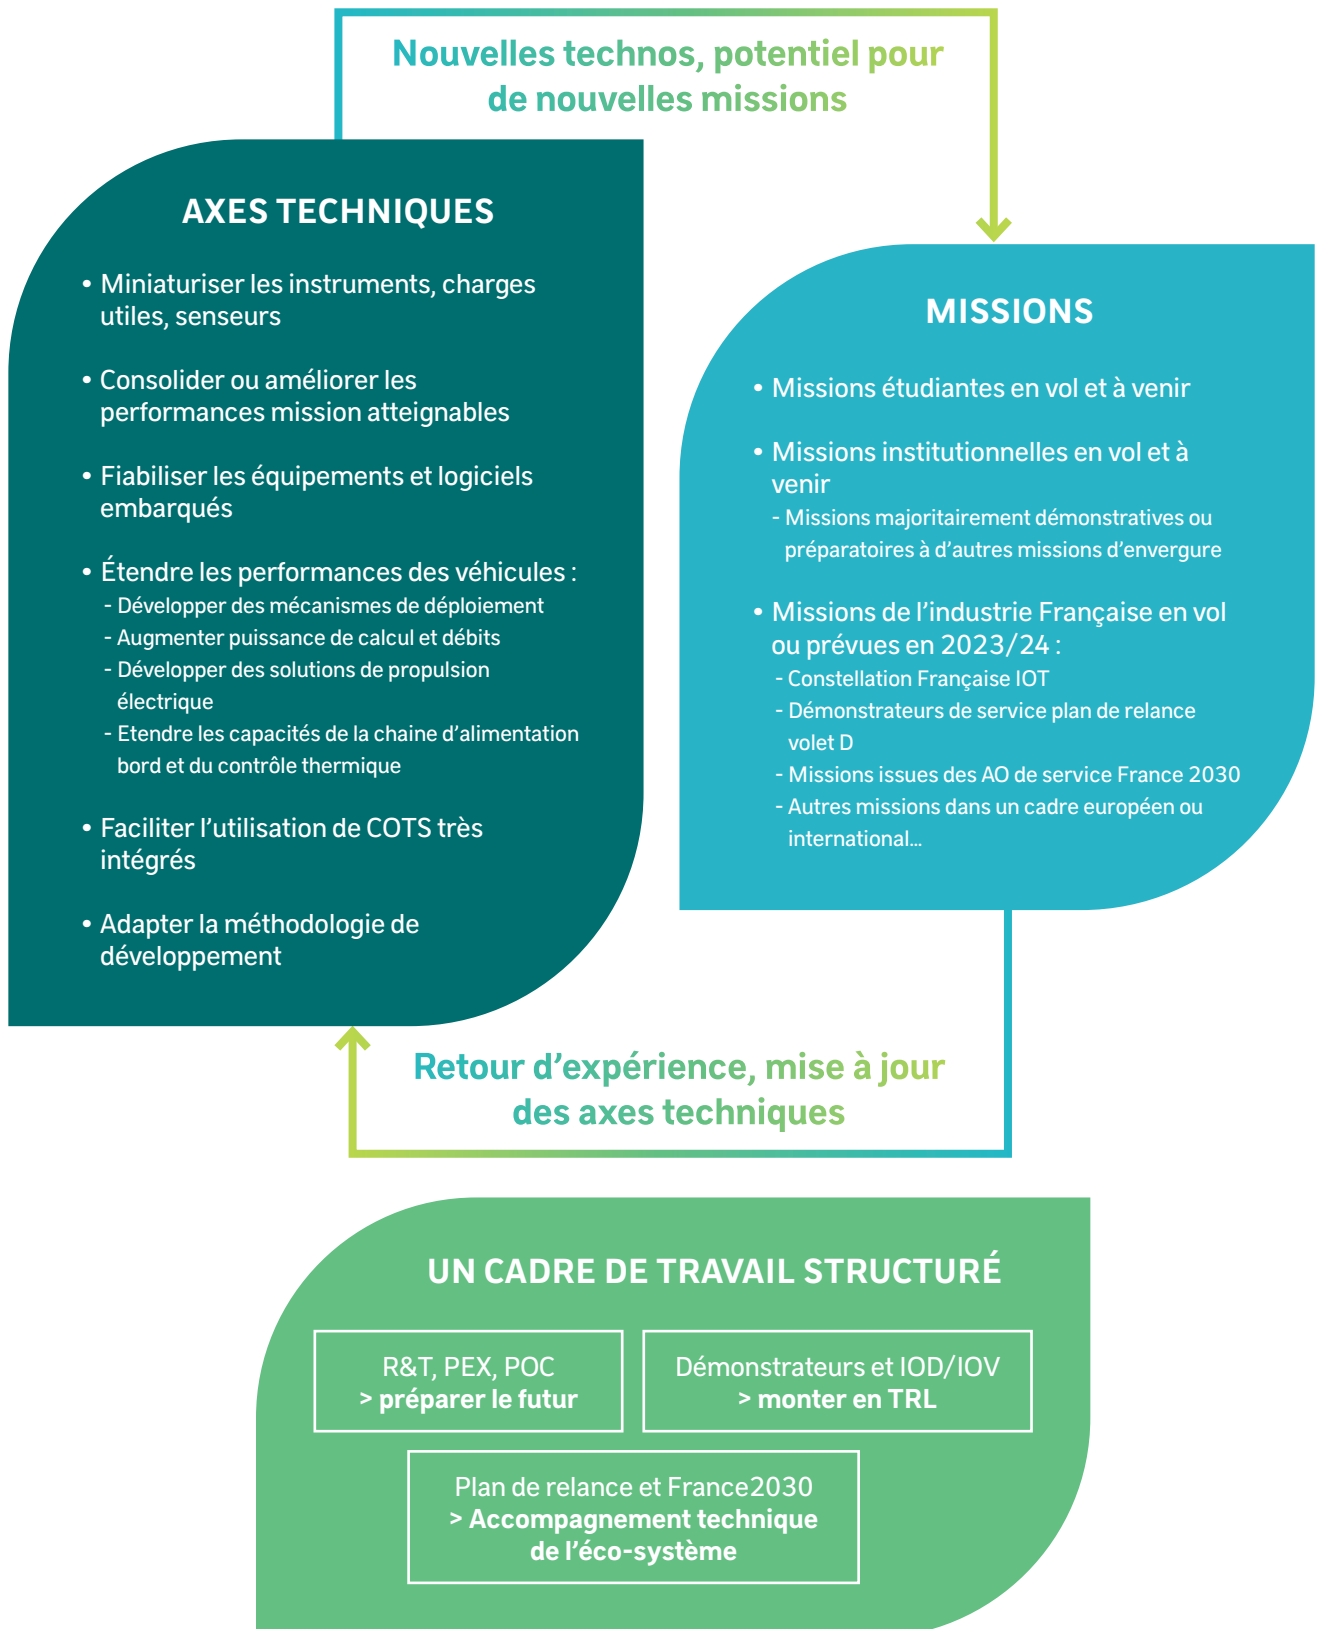 Nouvelles technos, potentiel pour
de nouvelles missions
AXES TECHNIQUES
• Miniaturiser les instruments, charges
utiles, senseurs
• Consolider ou améliorer les
performances mission atteignables
• Fiabiliser les équipements et logiciels
embarqués
• Étendre les performances des véhicules :
- Développer des mécanismes de déploiement
- Augmenter puissance de calcul et débits
- Développer des solutions de propulsion
électrique
- Etendre les capacités de la chaine d’alimentation
bord et du contrôle thermique
• Faciliter l’utilisation de COTS très
intégrés
• Adapter la méthodologie de
développement
MISSIONS
• Missions étudiantes en vol et à venir
• Missions institutionnelles en vol et à
venir
- Missions majoritairement démonstratives ou
préparatoires à d’autres missions d’envergure
• Missions de l’industrie Française en vol
ou prévues en 2023/24 :
- Constellation Française IOT
- Démonstrateurs de service plan de relance
volet D
- Missions issues des AO de service France 2030
- Autres missions dans un cadre européen ou
international...
Retour d’expérience, mise à jour
des axes techniques
UN CADRE DE TRAVAIL STRUCTURÉ
R&T, PEX, POC
> préparer le futur
Démonstrateurs et IOD/IOV
> monter en TRL
Plan de relance et France2030
> Accompagnement technique
de l’éco-système